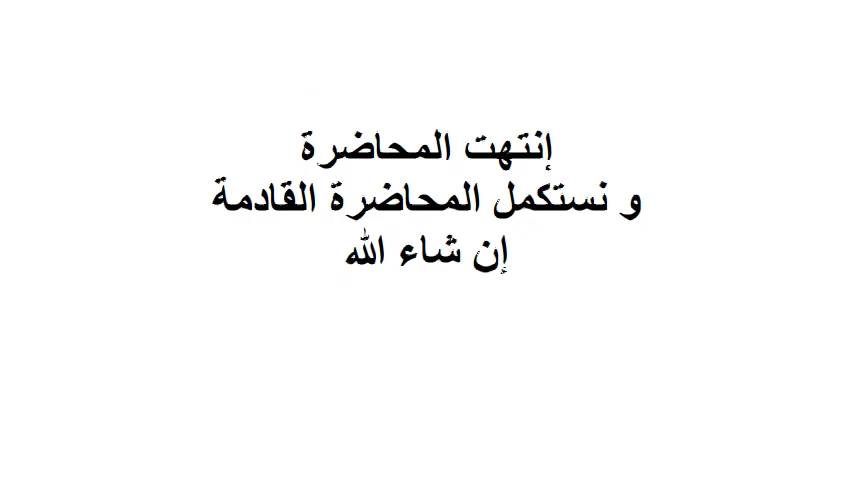 إنتهت المحاضرة
و نستكمل المحاضرة القادمة
إن شاء الله